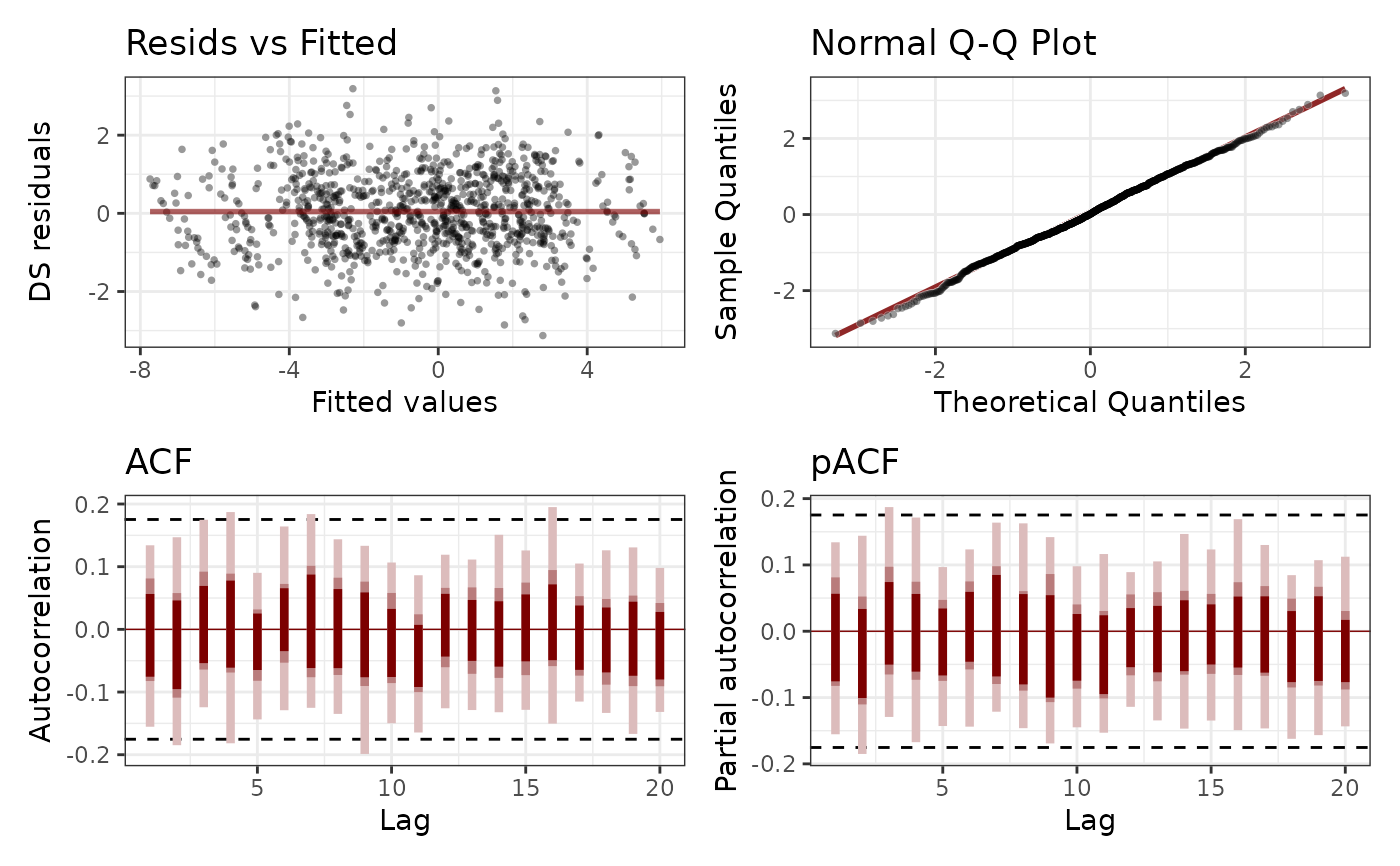 Resids vs Fitted
DS residuals
2
0
-2
-8
-4
0
4
Fitted values
Normal Q-Q Plot
Sample Quantiles
2
0
-2
-2
0
2
Theoretical Quantiles
ACF
Autocorrelation
0.2
0.1
0.0
-0.1
-0.2
5
10
15
20
Lag
pACF
Partial autocorrelation
0.2
0.1
0.0
-0.1
-0.2
5
10
15
20
Lag